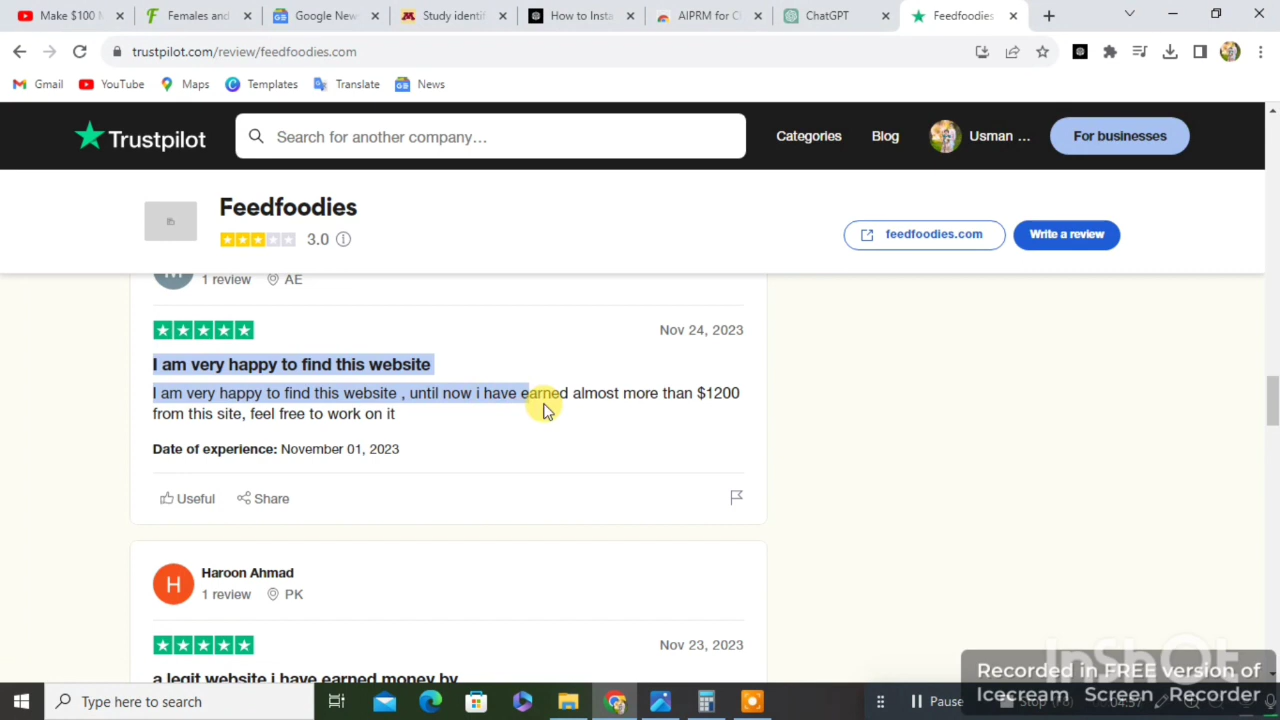 Make $100 M
Females and
Google New
Study identif
How to Insta
AIPRM for C
ChatGPT
Feedfoodies
trustpilot.com/review/feedfoodies.com
Gmail
YouTube
Maps
Templates
Translate
News
Trustpilot
Search for another company...
Categories
Blog
Usman ...
For businesses
Feedfoodies
3.0
feedfoodies.com
Write a review
1 review AE
Nov 24, 2023
I am very happy to find this website
I am very happy to find this website , until now i have earned almost more than $1200
from this site, feel free to work on it
Date of experience: November 01, 2023
Useful
Share
H
Haroon Ahmad
1 review PK
Nov 23, 2023
a legit website i have earned money by
InShOt
Recorded in FREE version of
Icecream Screen Recorder
Type here to search
Pause
Stop